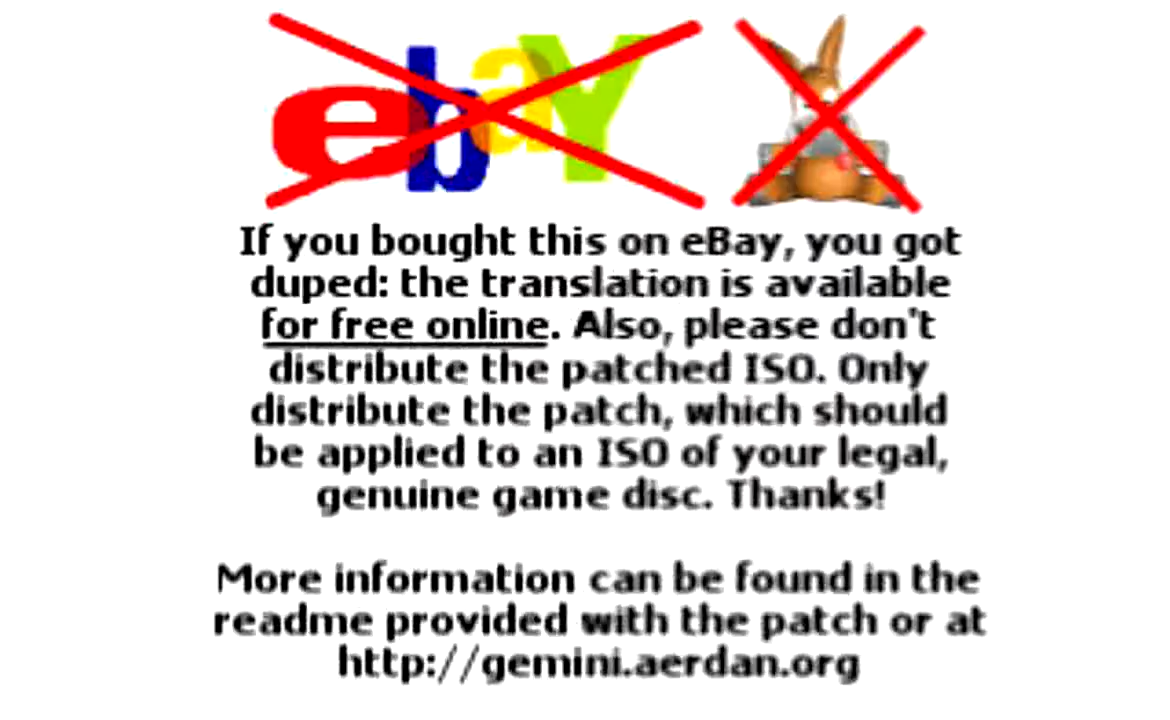 ebaY
If you bought this on eBay, you got
duped: the translation is available
for free online. Also, please don't
distribute the patched ISO. Only
distribute the patch, which should
be applied to an ISO of your legal,
genuine game disc. Thanks!
More information can be found in the
readme provided with the patch or at
http://gemini.aerdan.org